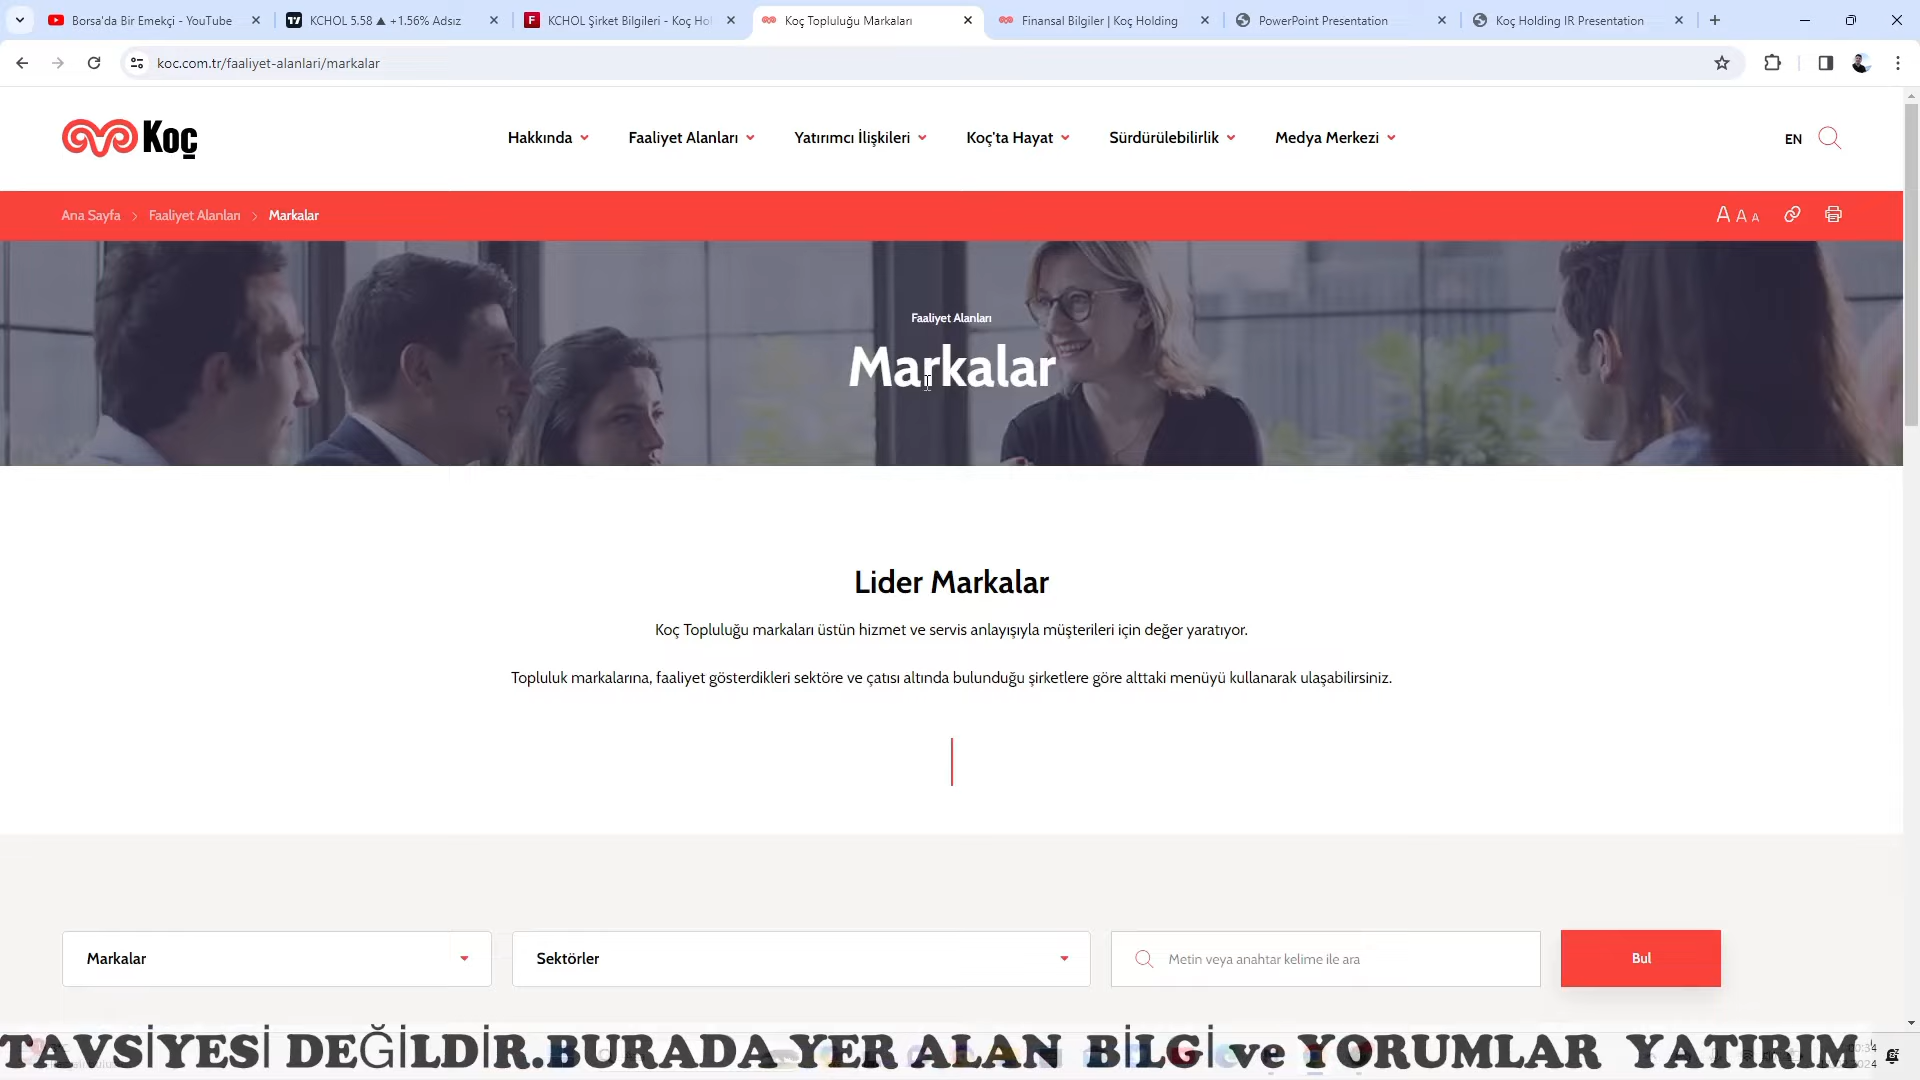 Borsa'da Bir Emekçi - YouTube
KCHOL 5.58 ▲ +1.56% Adsız
KCHOL Şirket Bilgileri - Koç Hol
Koç Topluluğu Markaları
Finansal Bilgiler | Koç Holding
PowerPoint Presentation
Koç Holding IR Presentation
koc.com.tr/faaliyet-alanlari/markalar
Koç
Hakkında
Faaliyet Alanları
Yatırımcı İlişkileri
Koç'ta Hayat
Sürdürülebilirlik
Medya Merkezi
EN
Ana Sayfa > Faaliyet Alanları > Markalar
A A A
Faaliyet Alanları
Markalar
Lider Markalar
Koç Topluluğu markaları üstün hizmet ve servis anlayışıyla müşterileri için değer yaratıyor.
Topluluk markalarına, faaliyet gösterdikleri sektöre ve çatısı altında bulunduğu şirketlere göre alttaki menüyü kullanarak ulaşabilirsiniz.
Markalar
Sektörler
Metin veya anahtar kelime ile ara
Bul
TAVSİYESİ DEĞİLDİR.BURADA YER ALAN BİLGİ ve YORUMLAR YATIRIM